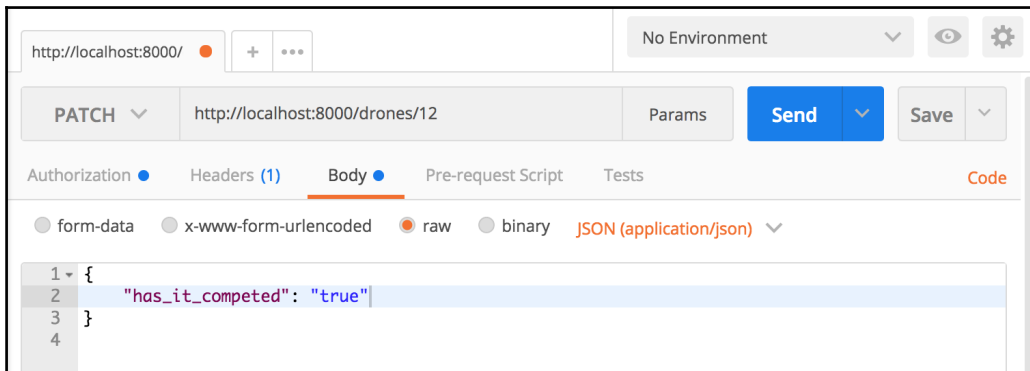 http://localhost:8000/ + ••• No Environment
PATCH http://localhost:8000/drones/12 Params Send Save
Authorization Headers (1) Body Pre-request Script Tests Code
form-data x-www-form-urlencoded raw binary JSON (application/json)
1 {
2 "has_it_competed": "true"
3 }
4